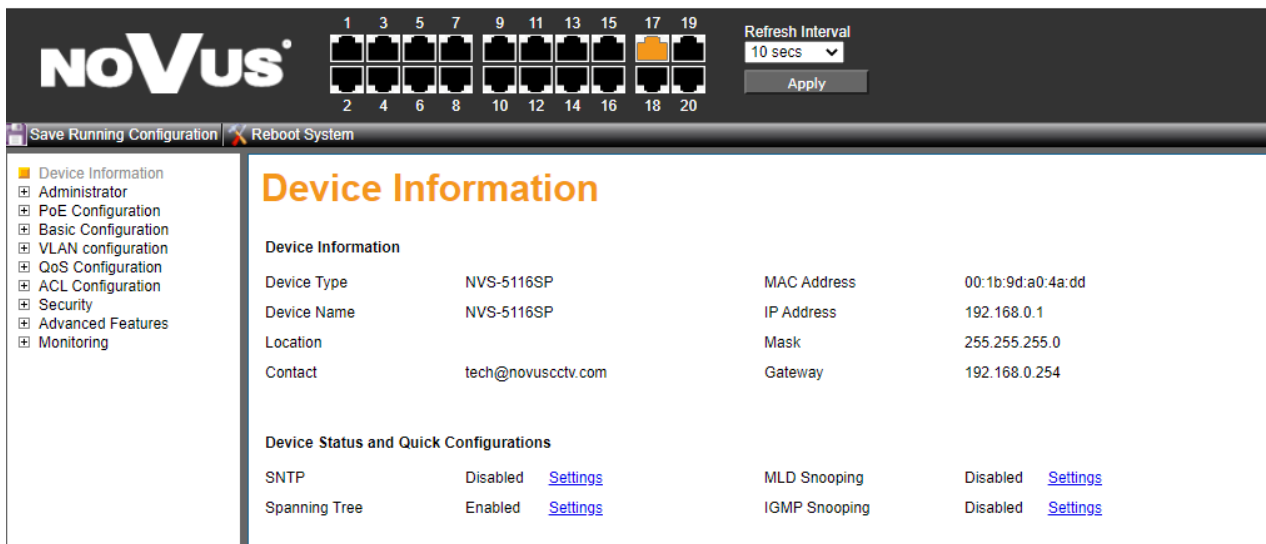 NOVUS
1 3 5 7 9 11 13 15 17 19
2 4 6 8 10 12 14 16 18 20
Refresh Interval
10 secs
Apply
Save Running Configuration Reboot System
Device Information
Administrator
PoE Configuration
Basic Configuration
VLAN configuration
QoS Configuration
ACL Configuration
Security
Advanced Features
Monitoring
Device Information
Device Information
Device Type NVS-5116SP MAC Address 00:1b:9d:a0:4a:dd
Device Name NVS-5116SP IP Address 192.168.0.1
Location Mask 255.255.255.0
Contact tech@novuscctv.com Gateway 192.168.0.254
Device Status and Quick Configurations
SNTP Disabled Settings MLD Snooping Disabled Settings
Spanning Tree Enabled Settings IGMP Snooping Disabled Settings